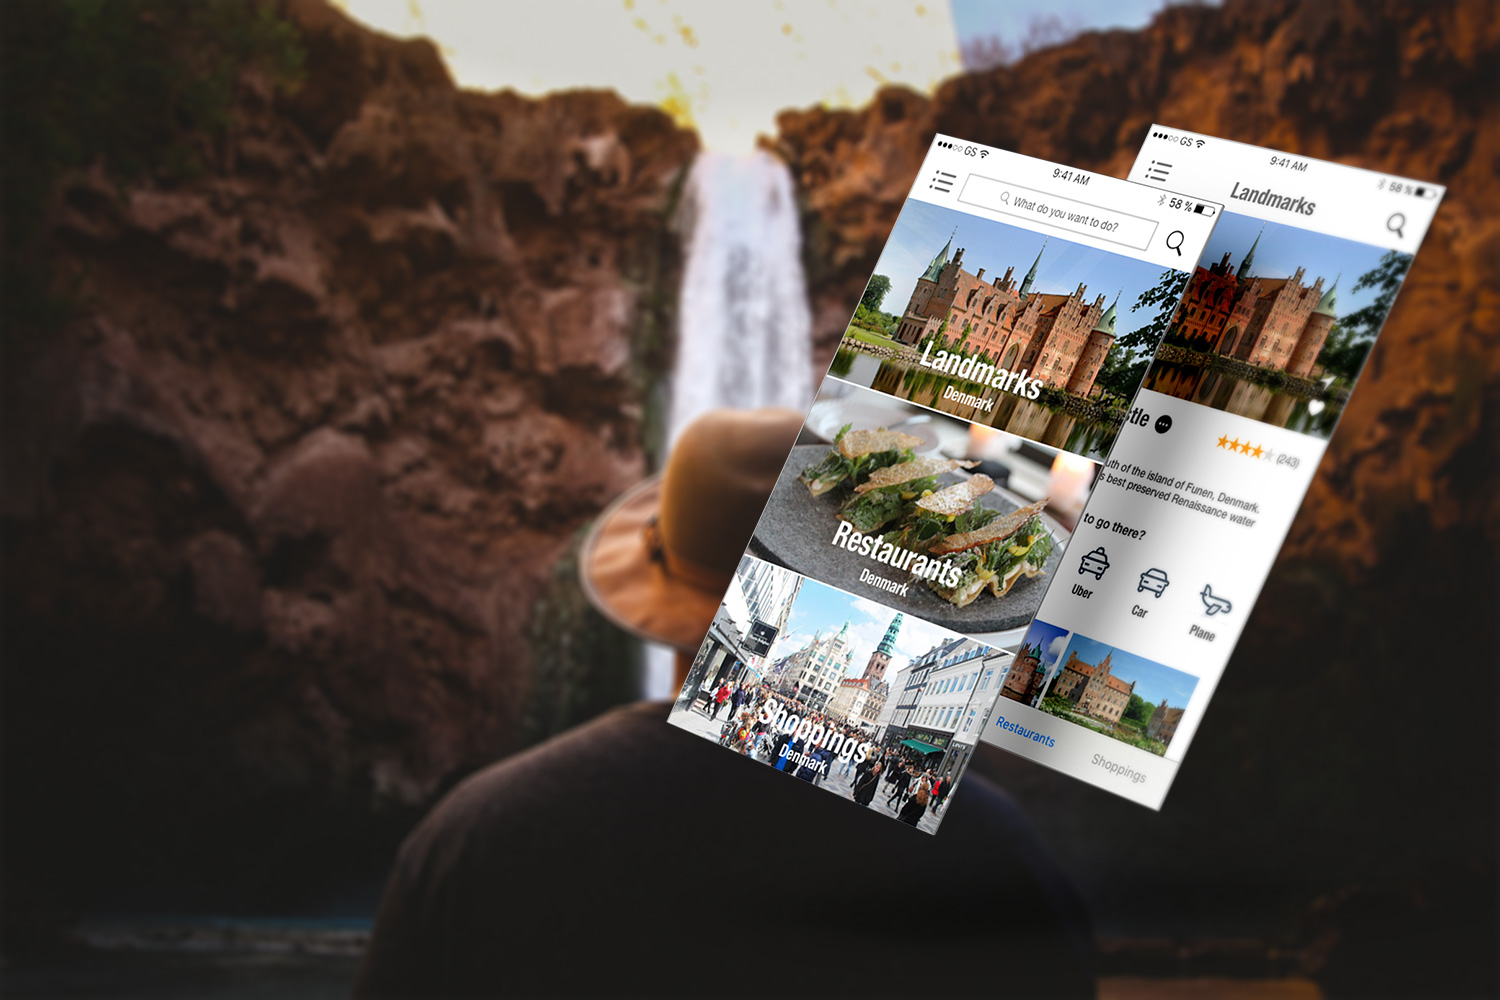 GS
9:41 AM
58 %
What do you want to do?
Landmarks
Denmark
Restaurants
Denmark
Shoppings
Denmark
GS
9:41 AM
58 %
Landmarks
stle
(243)
uth of the island of Funen, Denmark.
s best preserved Renaissance water
to go there?
Uber
Car
Plane
Restaurants
Shoppings